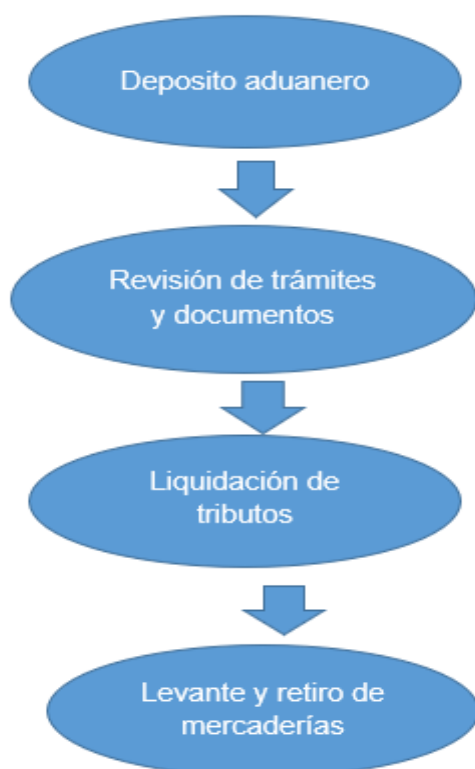 Deposito aduanero
Revisión de trámites
y documentos
Liquidación de
tributos
Levante y retiro de
mercaderías